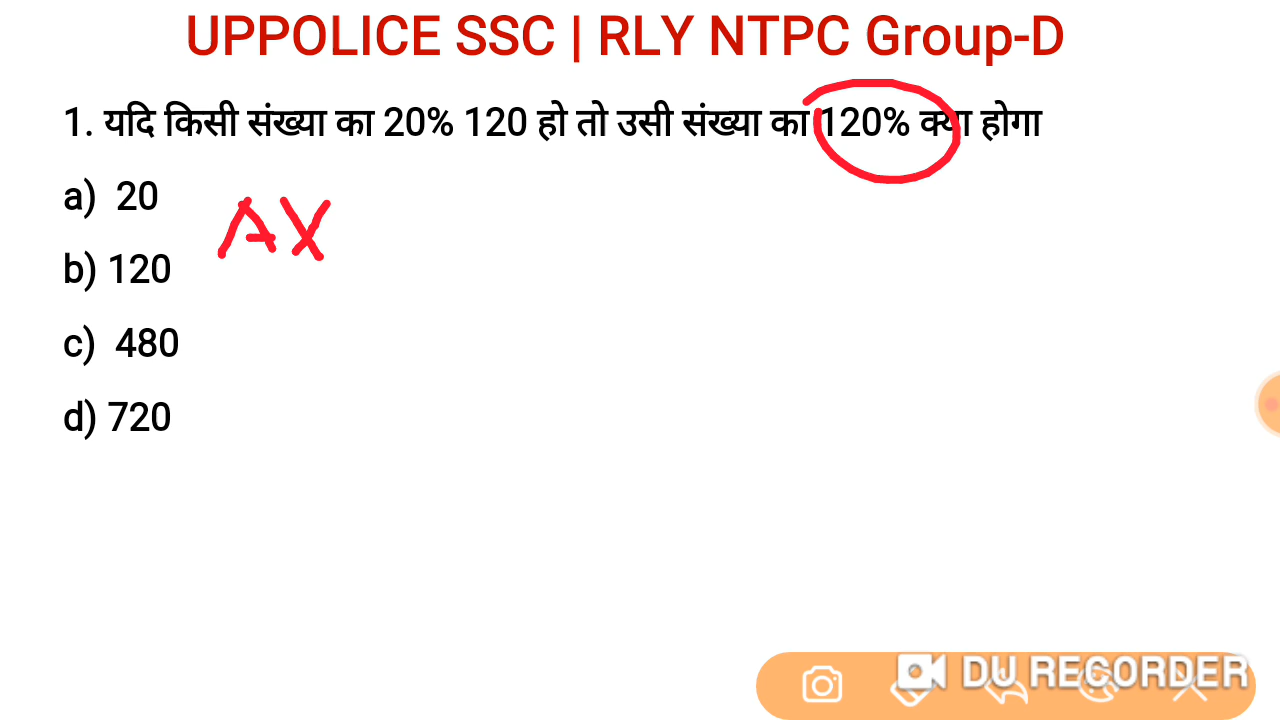 UPPOLICE SSC | RLY NTPC Group-D
1. यदि किसी संख्या का 20% 120 हो तो उसी संख्या का 120% क्या होगा
a) 20
AX
b) 120
c) 480
d) 720
DU RECORDER